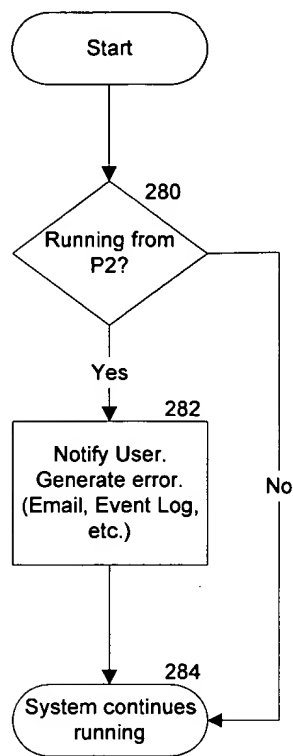 Start
280
Running from
P2?
Yes
282
Notify User.
Generate error.
(Email, Event Log,
etc.)
No
284
System continues
running